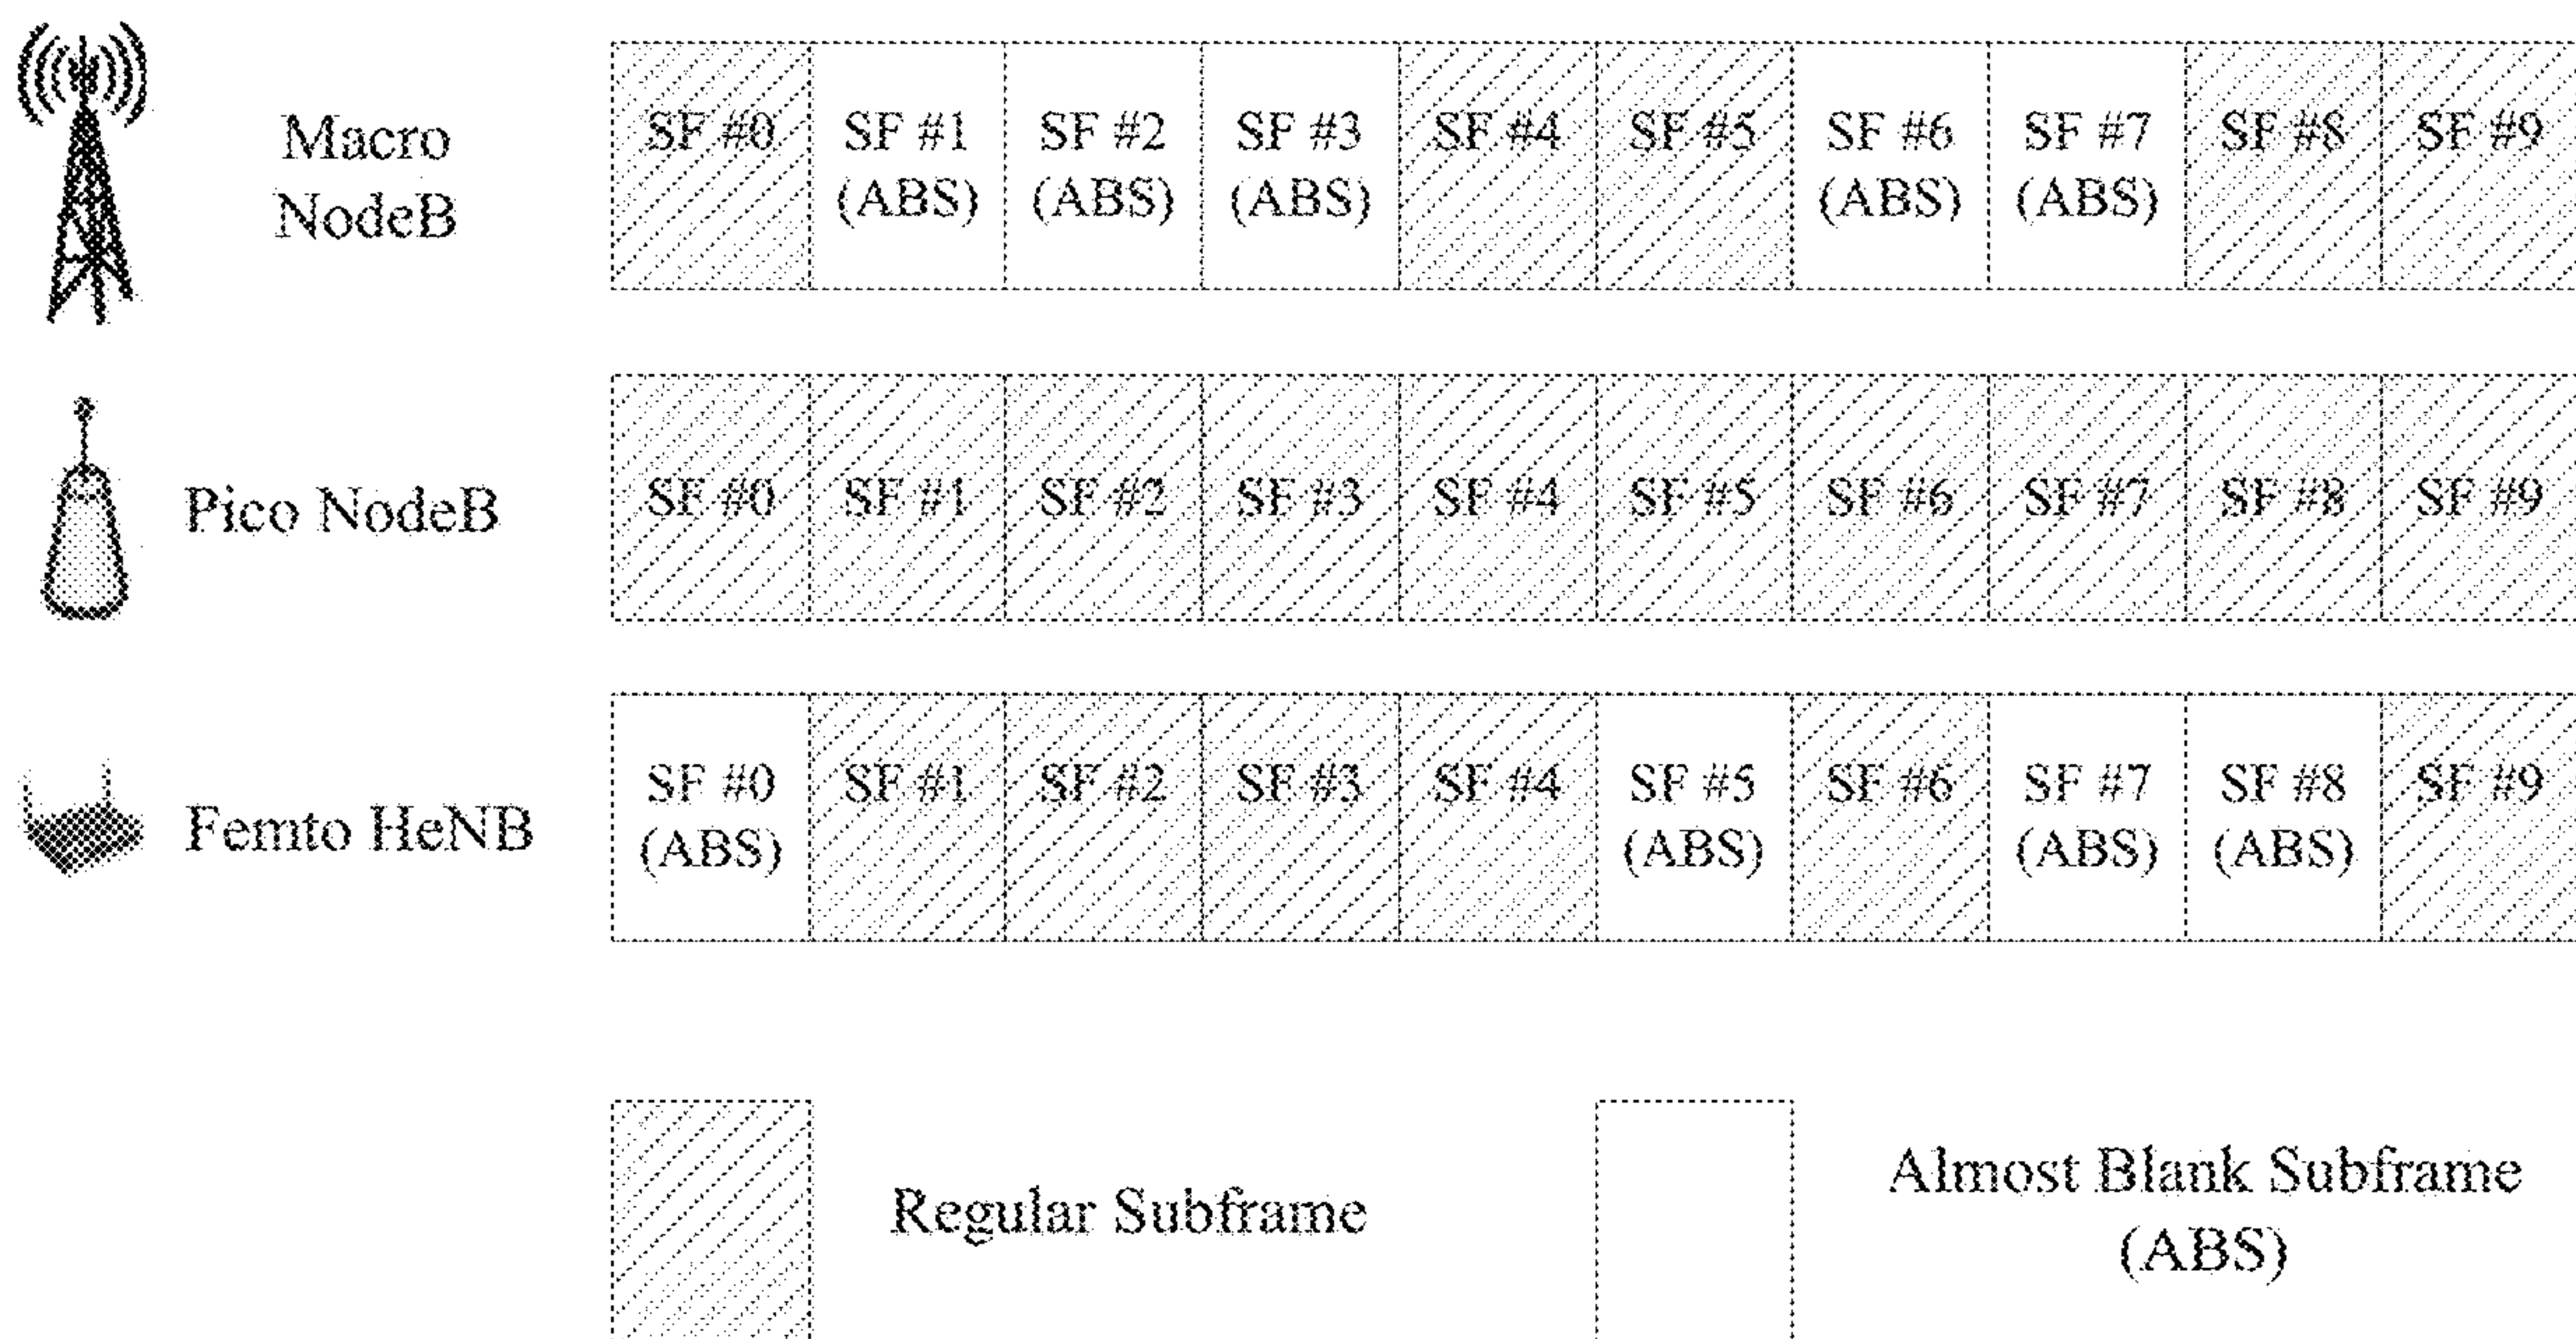 Macro
NodeB
SF #0
SF #1
(ABS)
SF #2
(ABS)
SF #3
(ABS)
SF #4
SF #5
SF #6
(ABS)
SF #7
(ABS)
SF #8
SF #9
Pico NodeB
SF #0
SF #1
SF #2
SF #3
SF #4
SF #5
SF #6
SF #7
SF #8
SF #9
Femto HeNB
SF #0
(ABS)
SF #1
SF #2
SF #3
SF #4
SF #5
(ABS)
SF #6
SF #7
(ABS)
SF #8
(ABS)
SF #9
Regular Subframe
Almost Blank Subframe
(ABS)